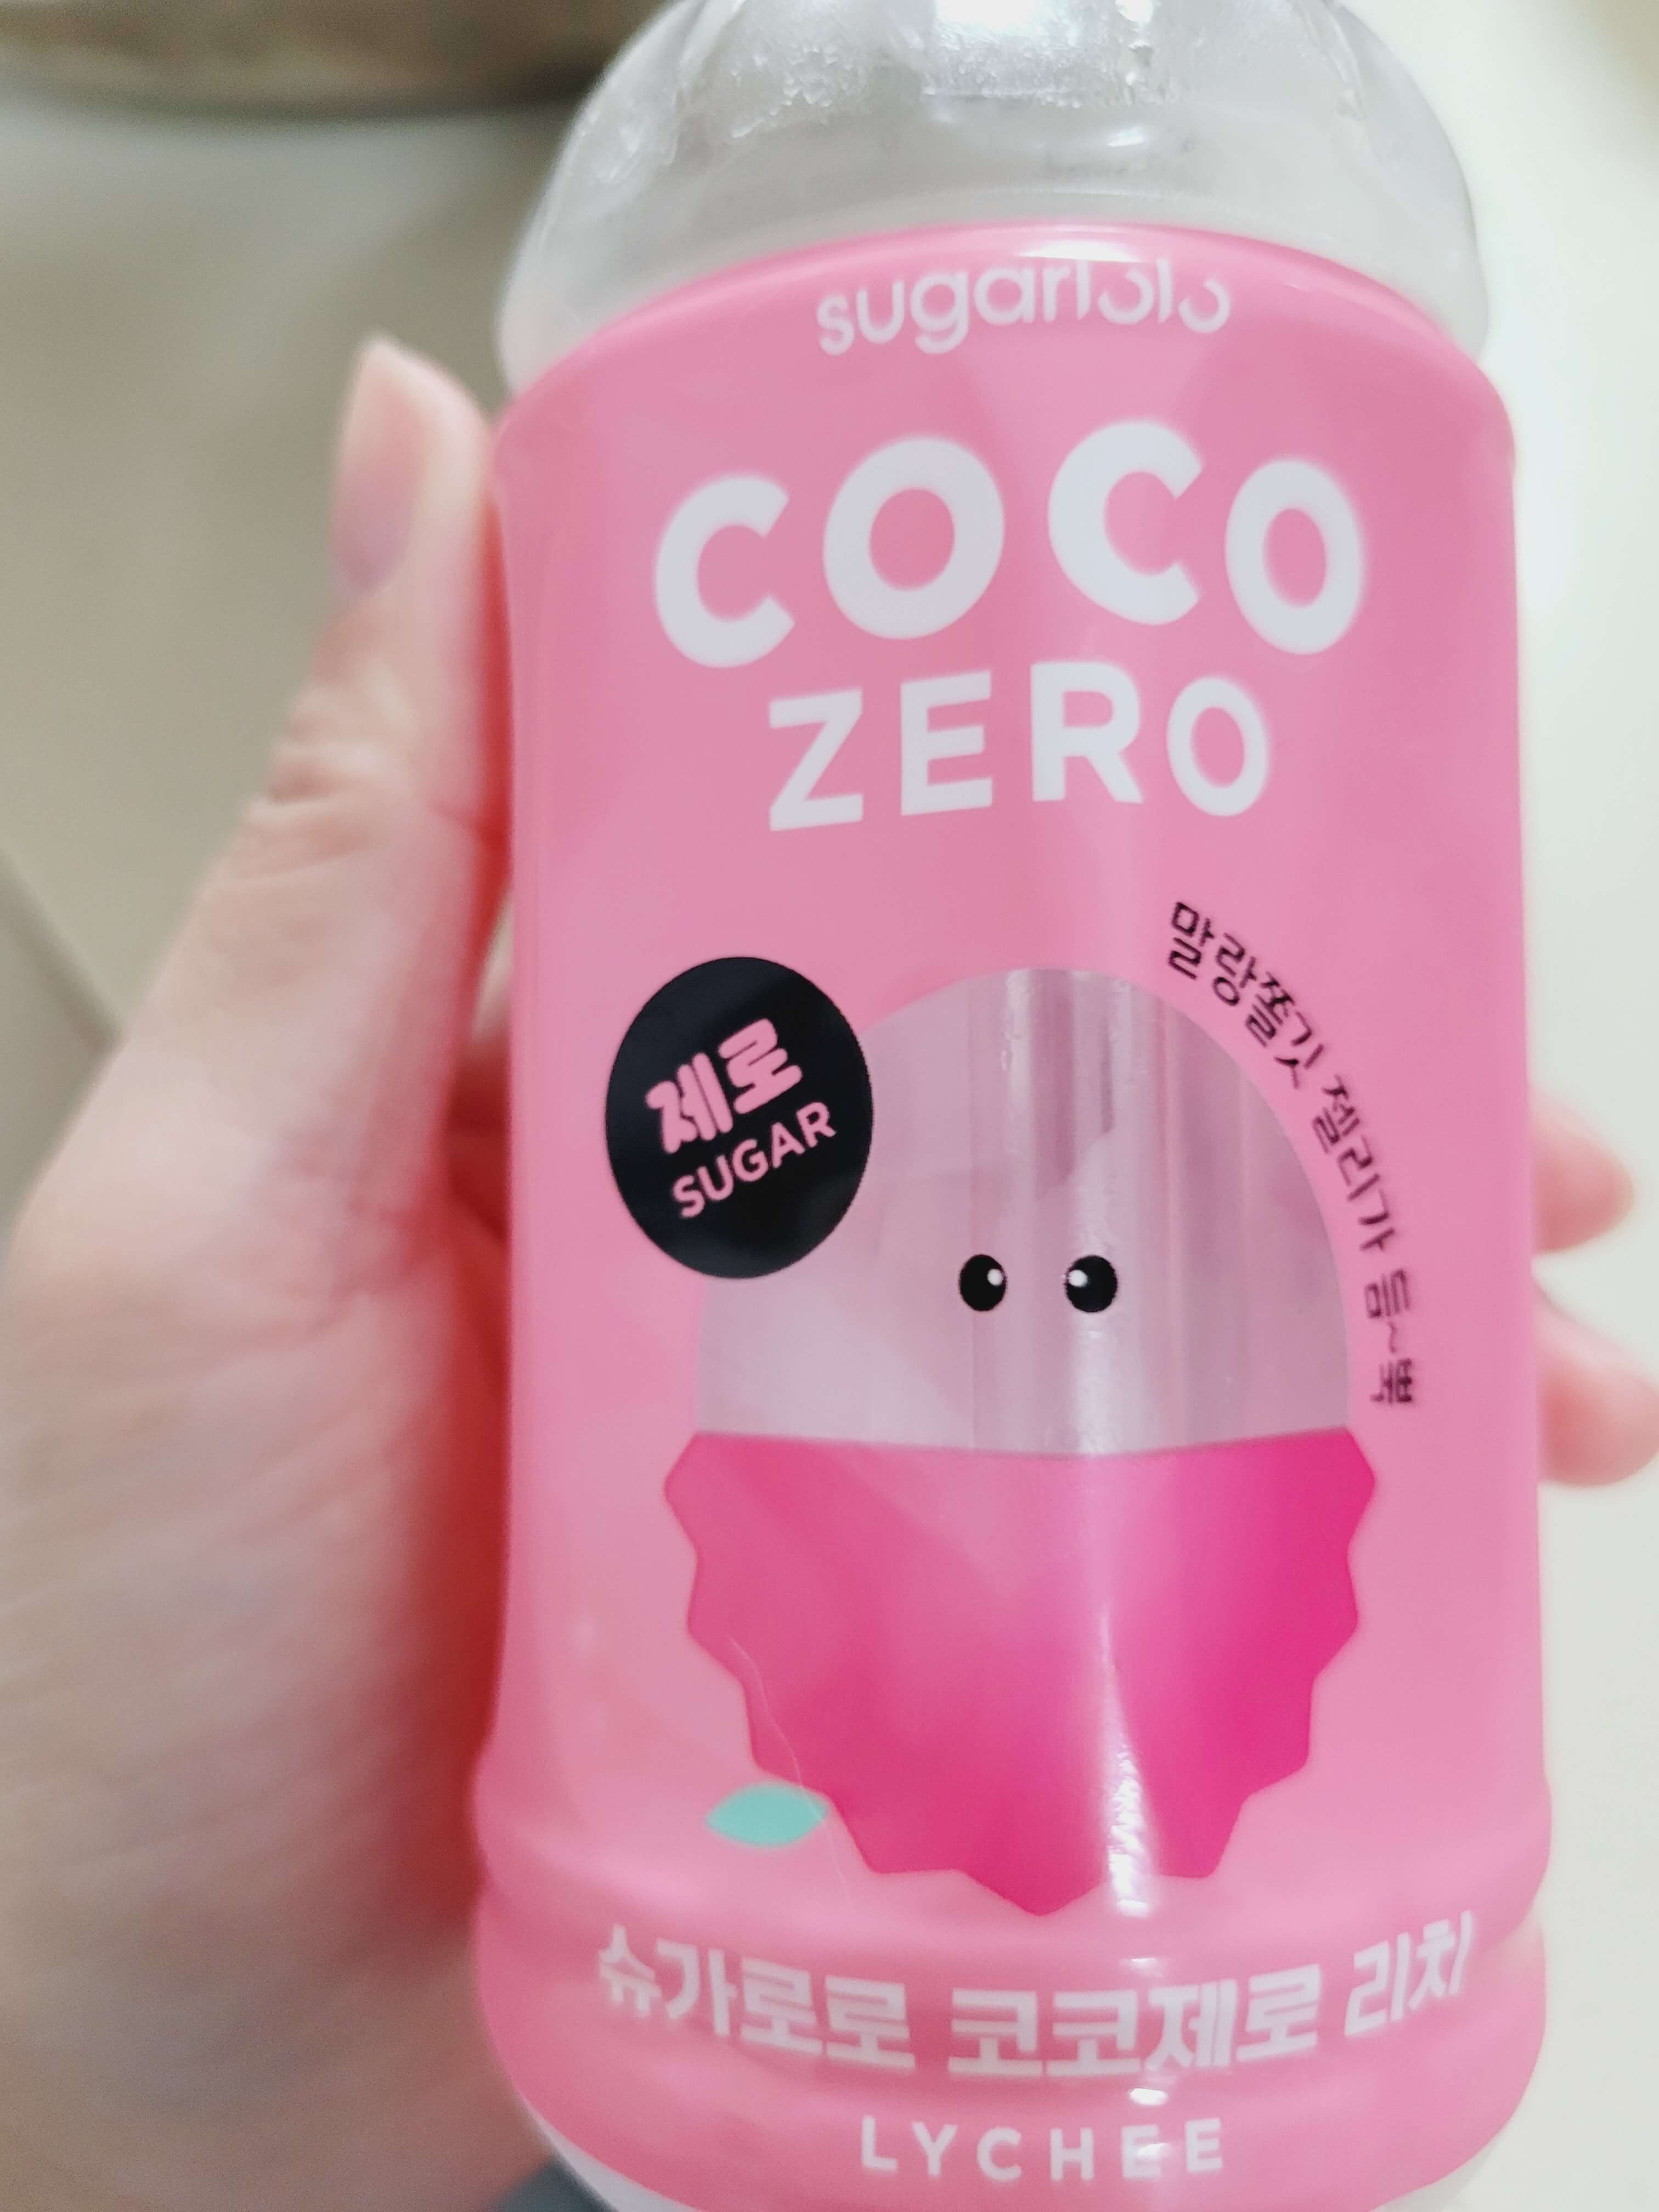 sugarlolo
COCO
ZERO
말랑쫄깃 젤리가 듬~뿍
제로
SUGAR
슈가로로 코코제로 리치
LYCHEE